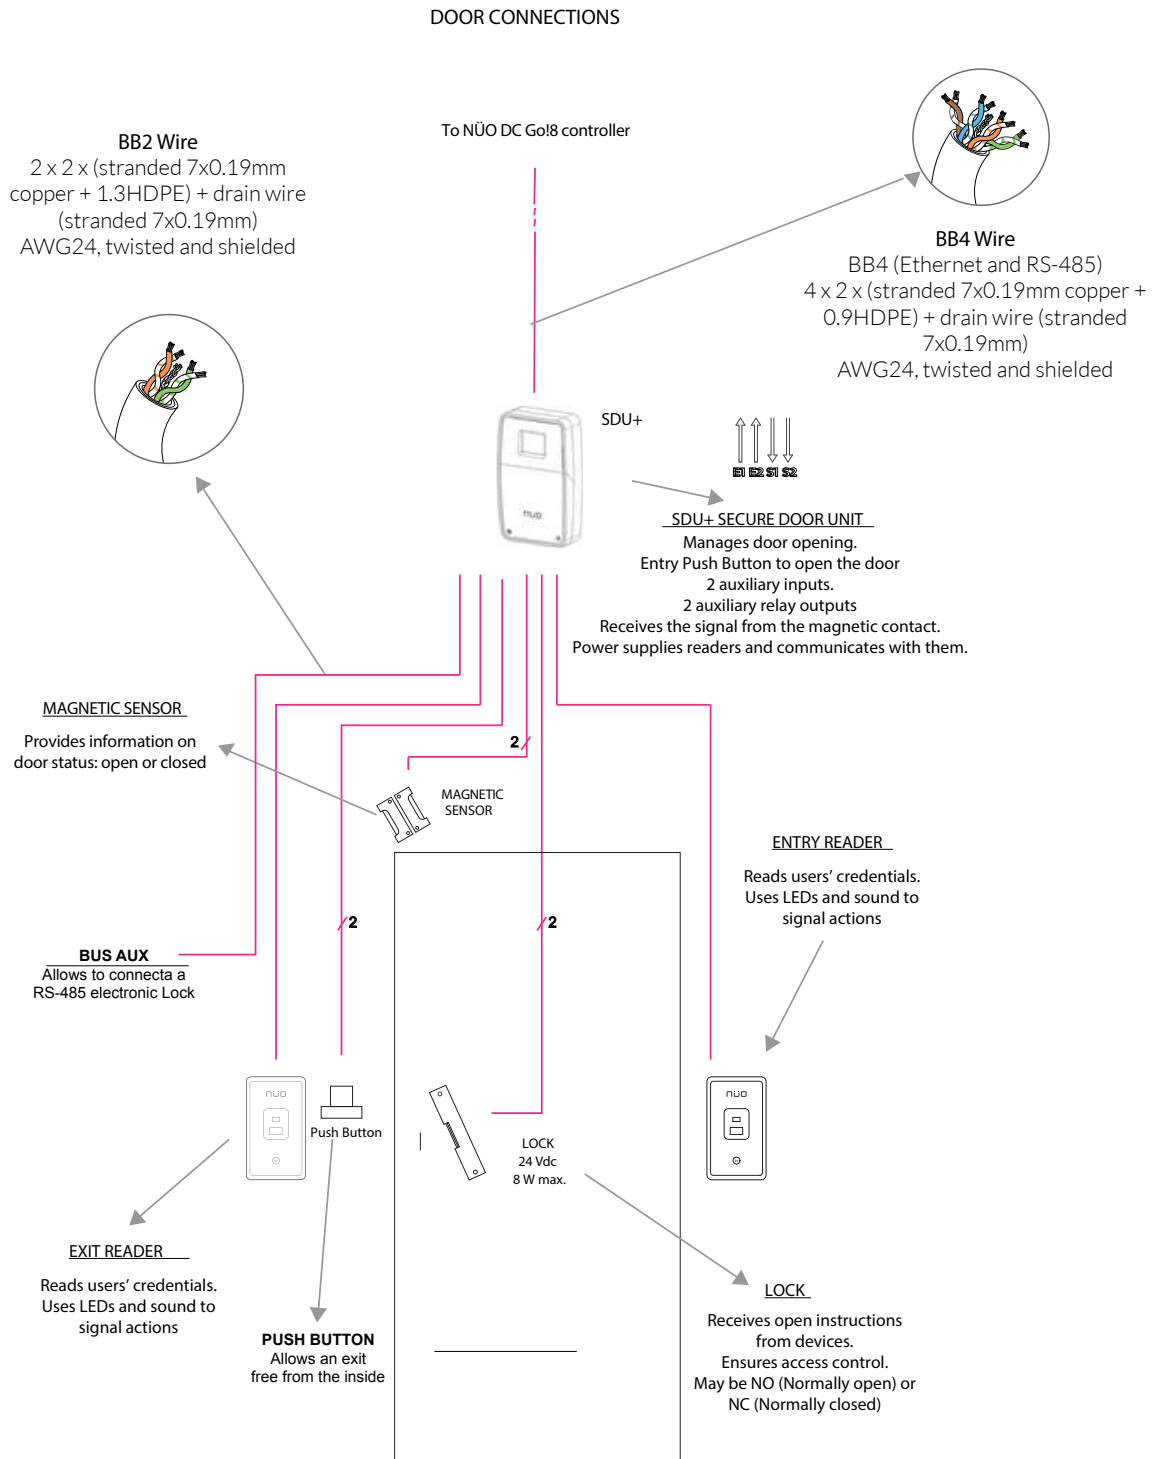 DOOR CONNECTIONS
To NÜO DC Go!8 controller
BB2 Wire
2 x 2 x (stranded 7x0.19mm
copper + 1.3HDPE) + drain wire
(stranded 7x0.19mm)
AWG24, twisted and shielded
BB4 Wire
BB4 (Ethernet and RS-485)
4 x 2 x (stranded 7x0.19mm copper +
0.9HDPE) + drain wire (stranded
7x0.19mm)
AWG24, twisted and shielded
SDU+
E1 E2 S1 S2
nüo
SDU+ SECURE DOOR UNIT
Manages door opening.
Entry Push Button to open the door
2 auxiliary inputs.
2 auxiliary relay outputs
Receives the signal from the magnetic contact.
Power supplies readers and communicates with them.
MAGNETIC SENSOR
Provides information on
door status: open or closed
2
MAGNETIC
SENSOR
ENTRY READER
Reads users’ credentials.
Uses LEDs and sound to
signal actions
2
2
BUS AUX
Allows to connecta a
RS-485 electronic Lock
nüo
Push Button
LOCK
24 Vdc
8 W max.
nüo
EXIT READER
Reads users’ credentials.
Uses LEDs and sound to
signal actions
PUSH BUTTON
Allows an exit
free from the inside
LOCK
Receives open instructions
from devices.
Ensures access control.
May be NO (Normally open) or
NC (Normally closed)